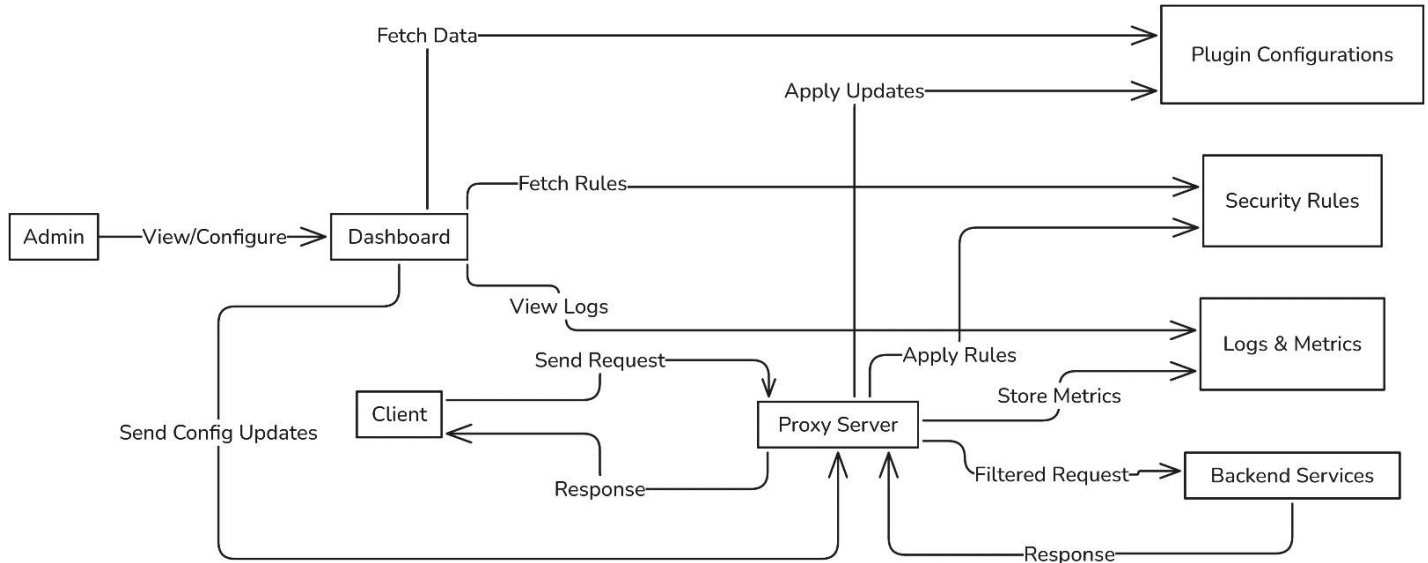 Fetch Data
Plugin Configurations
Apply Updates
Fetch Rules
Security Rules
Admin
View/Configure
Dashboard
View Logs
Logs & Metrics
Send Request
Apply Rules
Store Metrics
Client
Proxy Server
Send Config Updates
Filtered Request
Backend Services
Response
Response